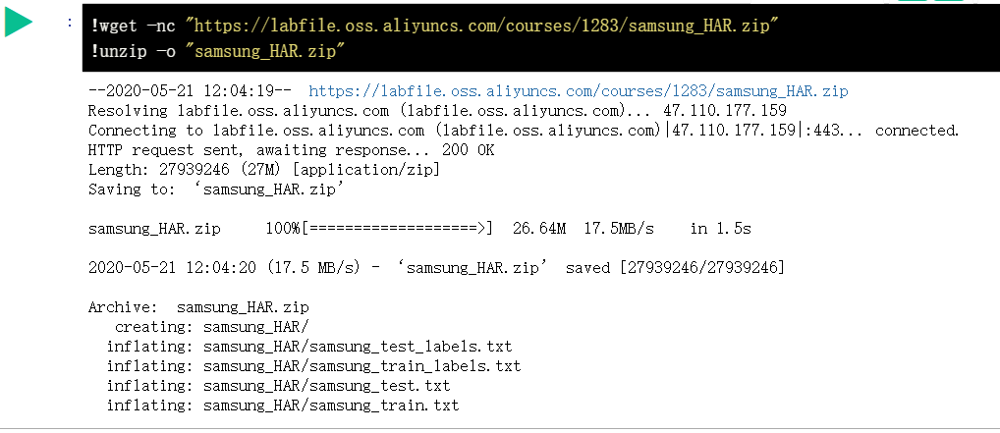 :
!wget -nc "https://labfile.oss.aliyuncs.com/courses/1283/samsung_HAR.zip"
!unzip -o "samsung_HAR.zip"
--2020-05-21 12:04:19--  https://labfile.oss.aliyuncs.com/courses/1283/samsung_HAR.zip
Resolving labfile.oss.aliyuncs.com (labfile.oss.aliyuncs.com)... 47.110.177.159
Connecting to labfile.oss.aliyuncs.com (labfile.oss.aliyuncs.com)|47.110.177.159|:443... connected.
HTTP request sent, awaiting response... 200 OK
Length: 27939246 (27M) [application/zip]
Saving to: ‘samsung_HAR.zip’
samsung_HAR.zip     100%[===================>]  26.64M  17.5MB/s    in 1.5s
2020-05-21 12:04:20 (17.5 MB/s) - ‘samsung_HAR.zip’ saved [27939246/27939246]
Archive:  samsung_HAR.zip
creating: samsung_HAR/
inflating: samsung_HAR/samsung_test_labels.txt
inflating: samsung_HAR/samsung_train_labels.txt
inflating: samsung_HAR/samsung_test.txt
inflating: samsung_HAR/samsung_train.txt